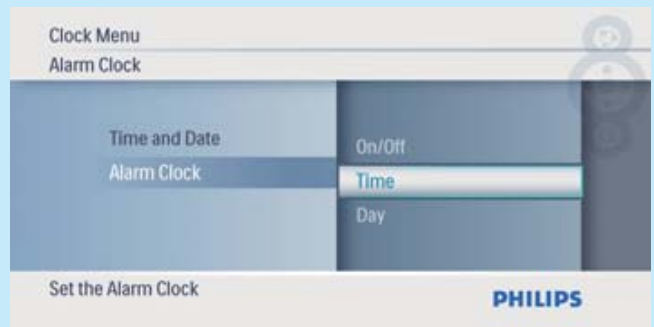 Clock Menu
Alarm Clock
Time and Date
Alarm Clock
On/Off
Time
Day
Set the Alarm Clock
PHILIPS